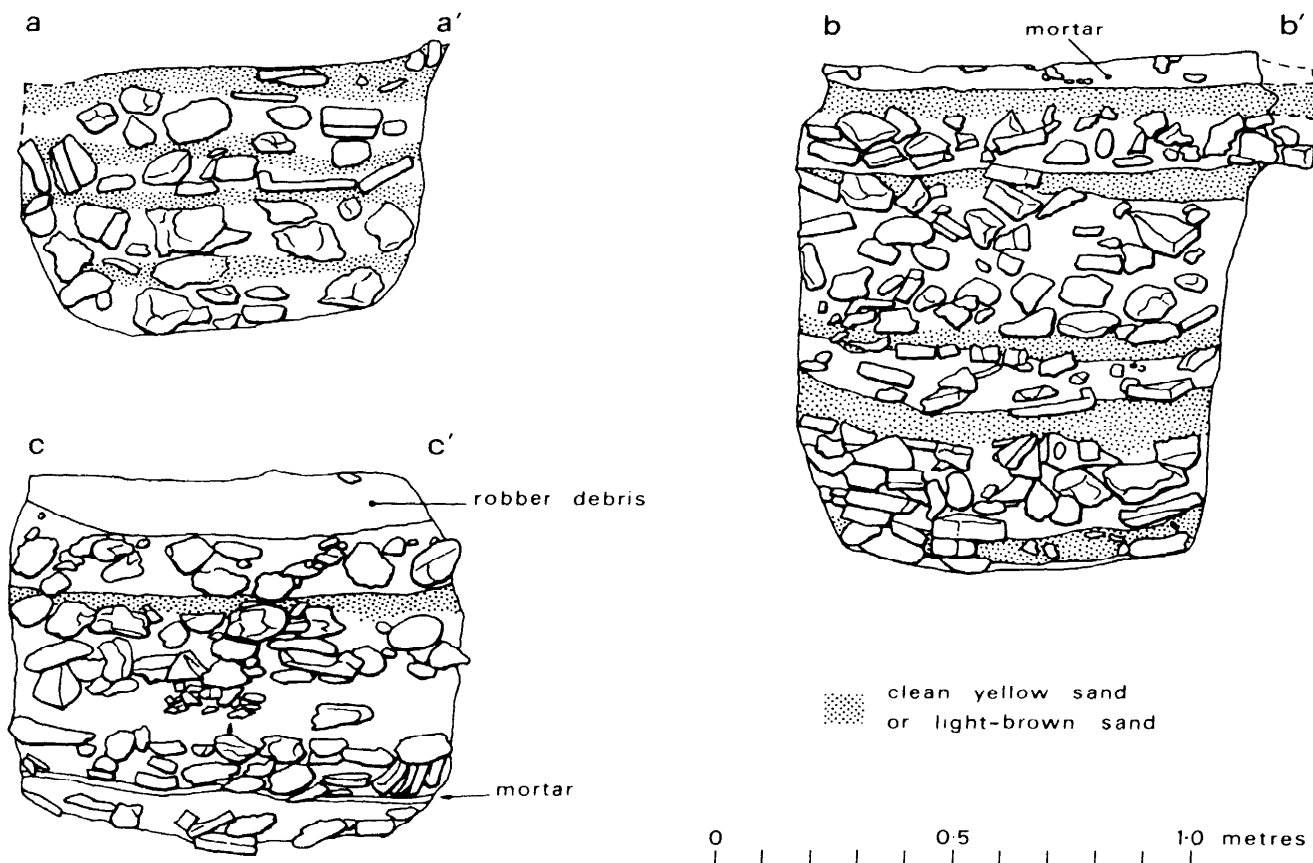 a a′
b b′
mortar
c c′
robber debris
mortar
clean yellow sand
or light-brown sand
0 0·5 1·0 metres